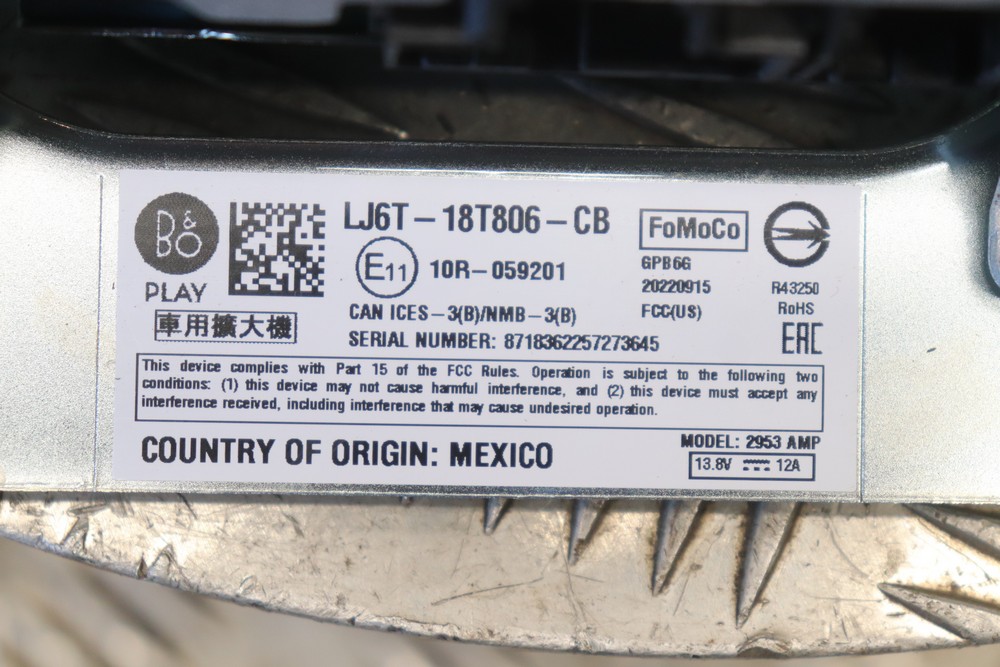 B&O
PLAY
車用擴大機
LJ6T-18T806-CB
E11 10R-059201
CAN ICES-3(B)/NMB-3(B)
SERIAL NUMBER: 8718362257273645
FoMoCo
GPB6G
20220915
FCC(US)
R43250
RoHS
EAC
This device complies with Part 15 of the FCC Rules. Operation is subject to the following two
conditions: (1) this device may not cause harmful interference, and (2) this device must accept any
interference received, including interference that may cause undesired operation.
COUNTRY OF ORIGIN: MEXICO
MODEL: 2953 AMP
13.8V ⎓ 12A